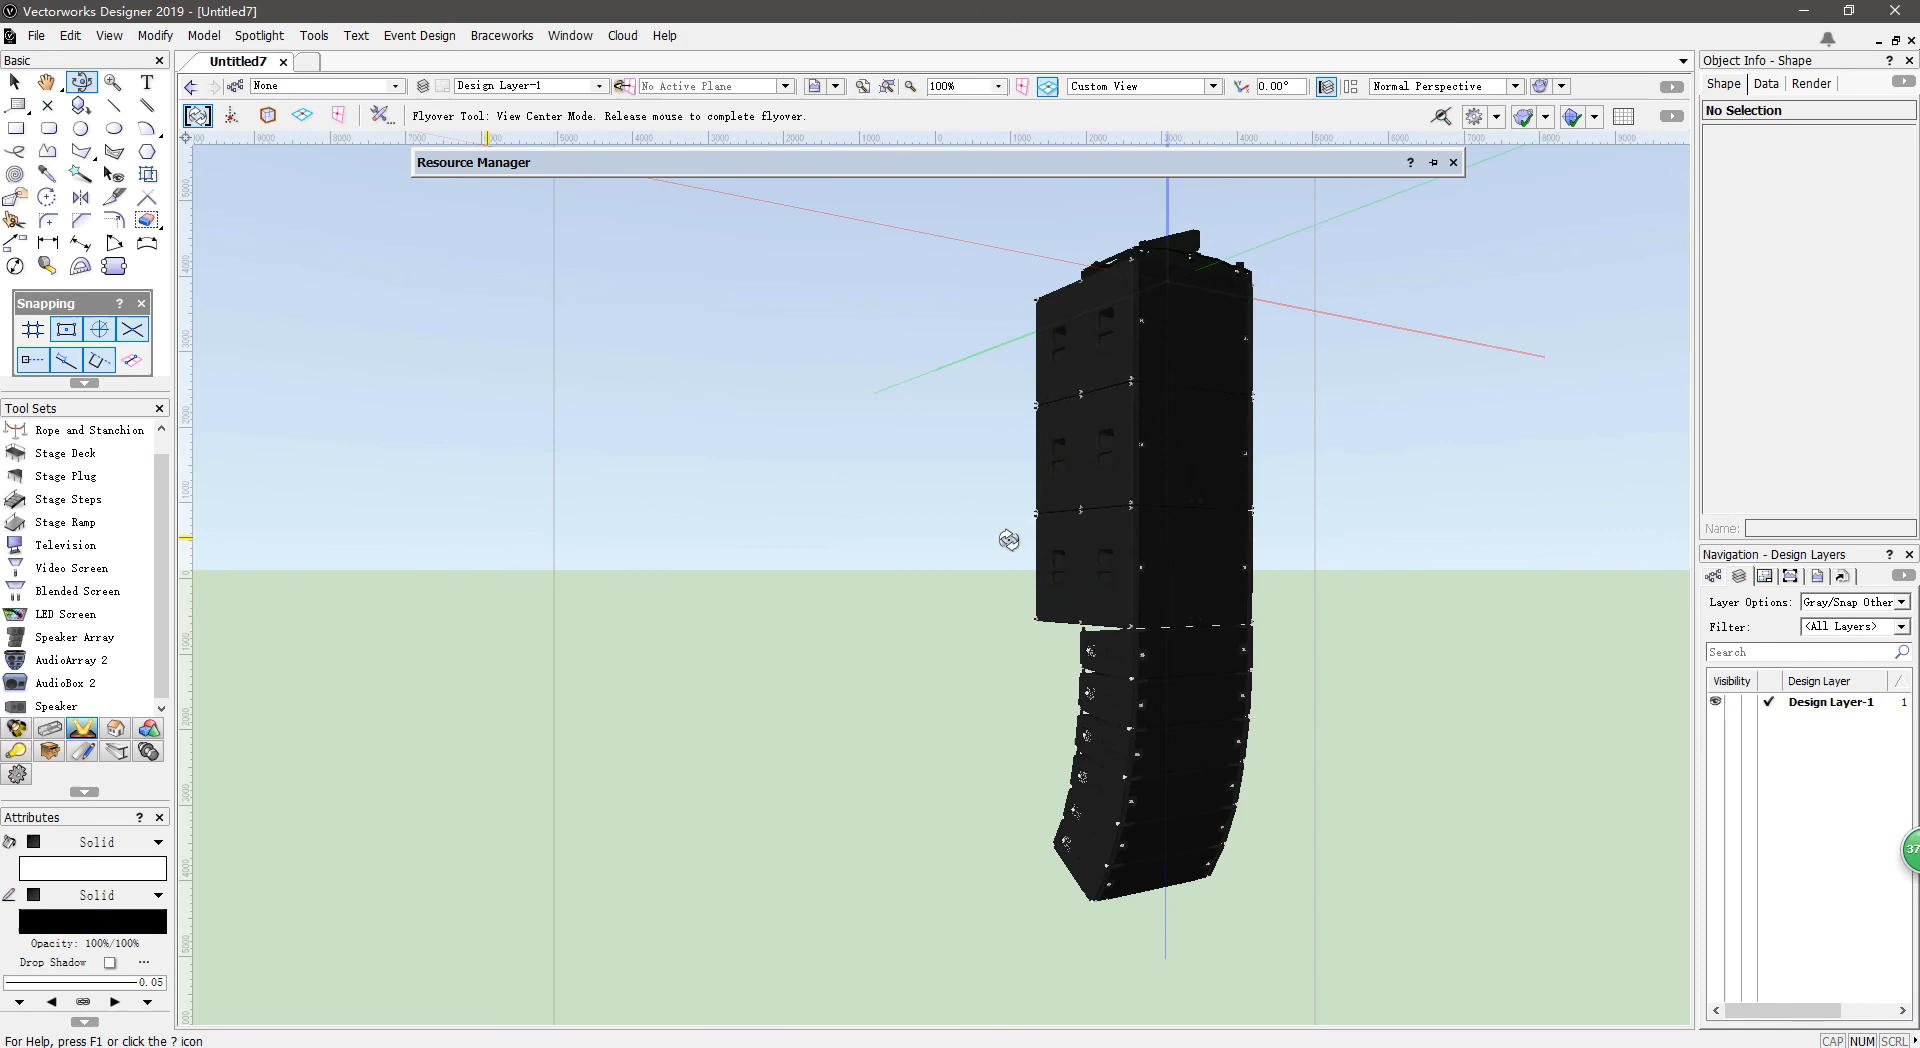 Vectorworks Designer 2019 - [Untitled7]
File Edit View Modify Model Spotlight Tools Text Event Design Braceworks Window Cloud Help
Basic
Untitled7
Object Info - Shape
None
Design Layer-1
No Active Plane
100%
Custom View
0.00°
Normal Perspective
Shape Data Render
No Selection
Flyover Tool: View Center Mode. Release mouse to complete flyover.
Resource Manager
Snapping
Tool Sets
Rope and Stanchion
Stage Deck
Stage Plug
Stage Steps
Stage Ramp
Television
Video Screen
Blended Screen
LED Screen
Speaker Array
AudioArray 2
AudioBox 2
Speaker
Attributes
Solid
Solid
Opacity: 100%/100%
Drop Shadow
0.05
Name:
Navigation - Design Layers
Layer Options: Gray/Snap Other
Filter: <All Layers>
Search
Visibility Design Layer
Design Layer-1 1
37
For Help, press F1 or click the ? icon
CAP NUM SCRL